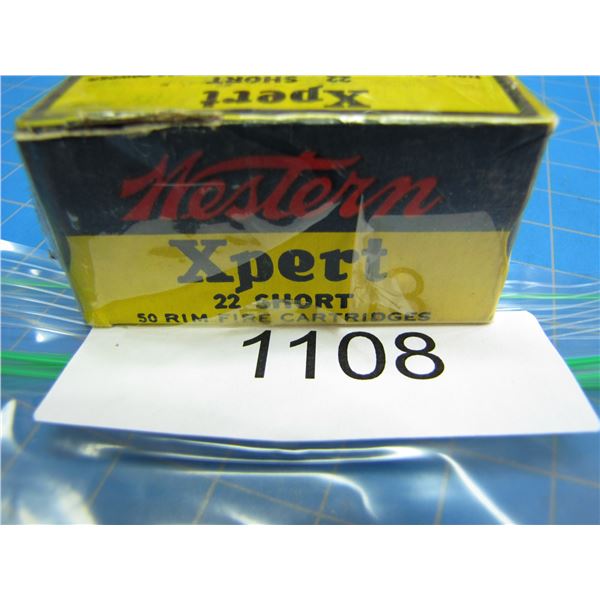 22 SHORT
Xpert
Western
Xpert
22 SHORT
50 RIM FIRE CARTRIDGES
1108